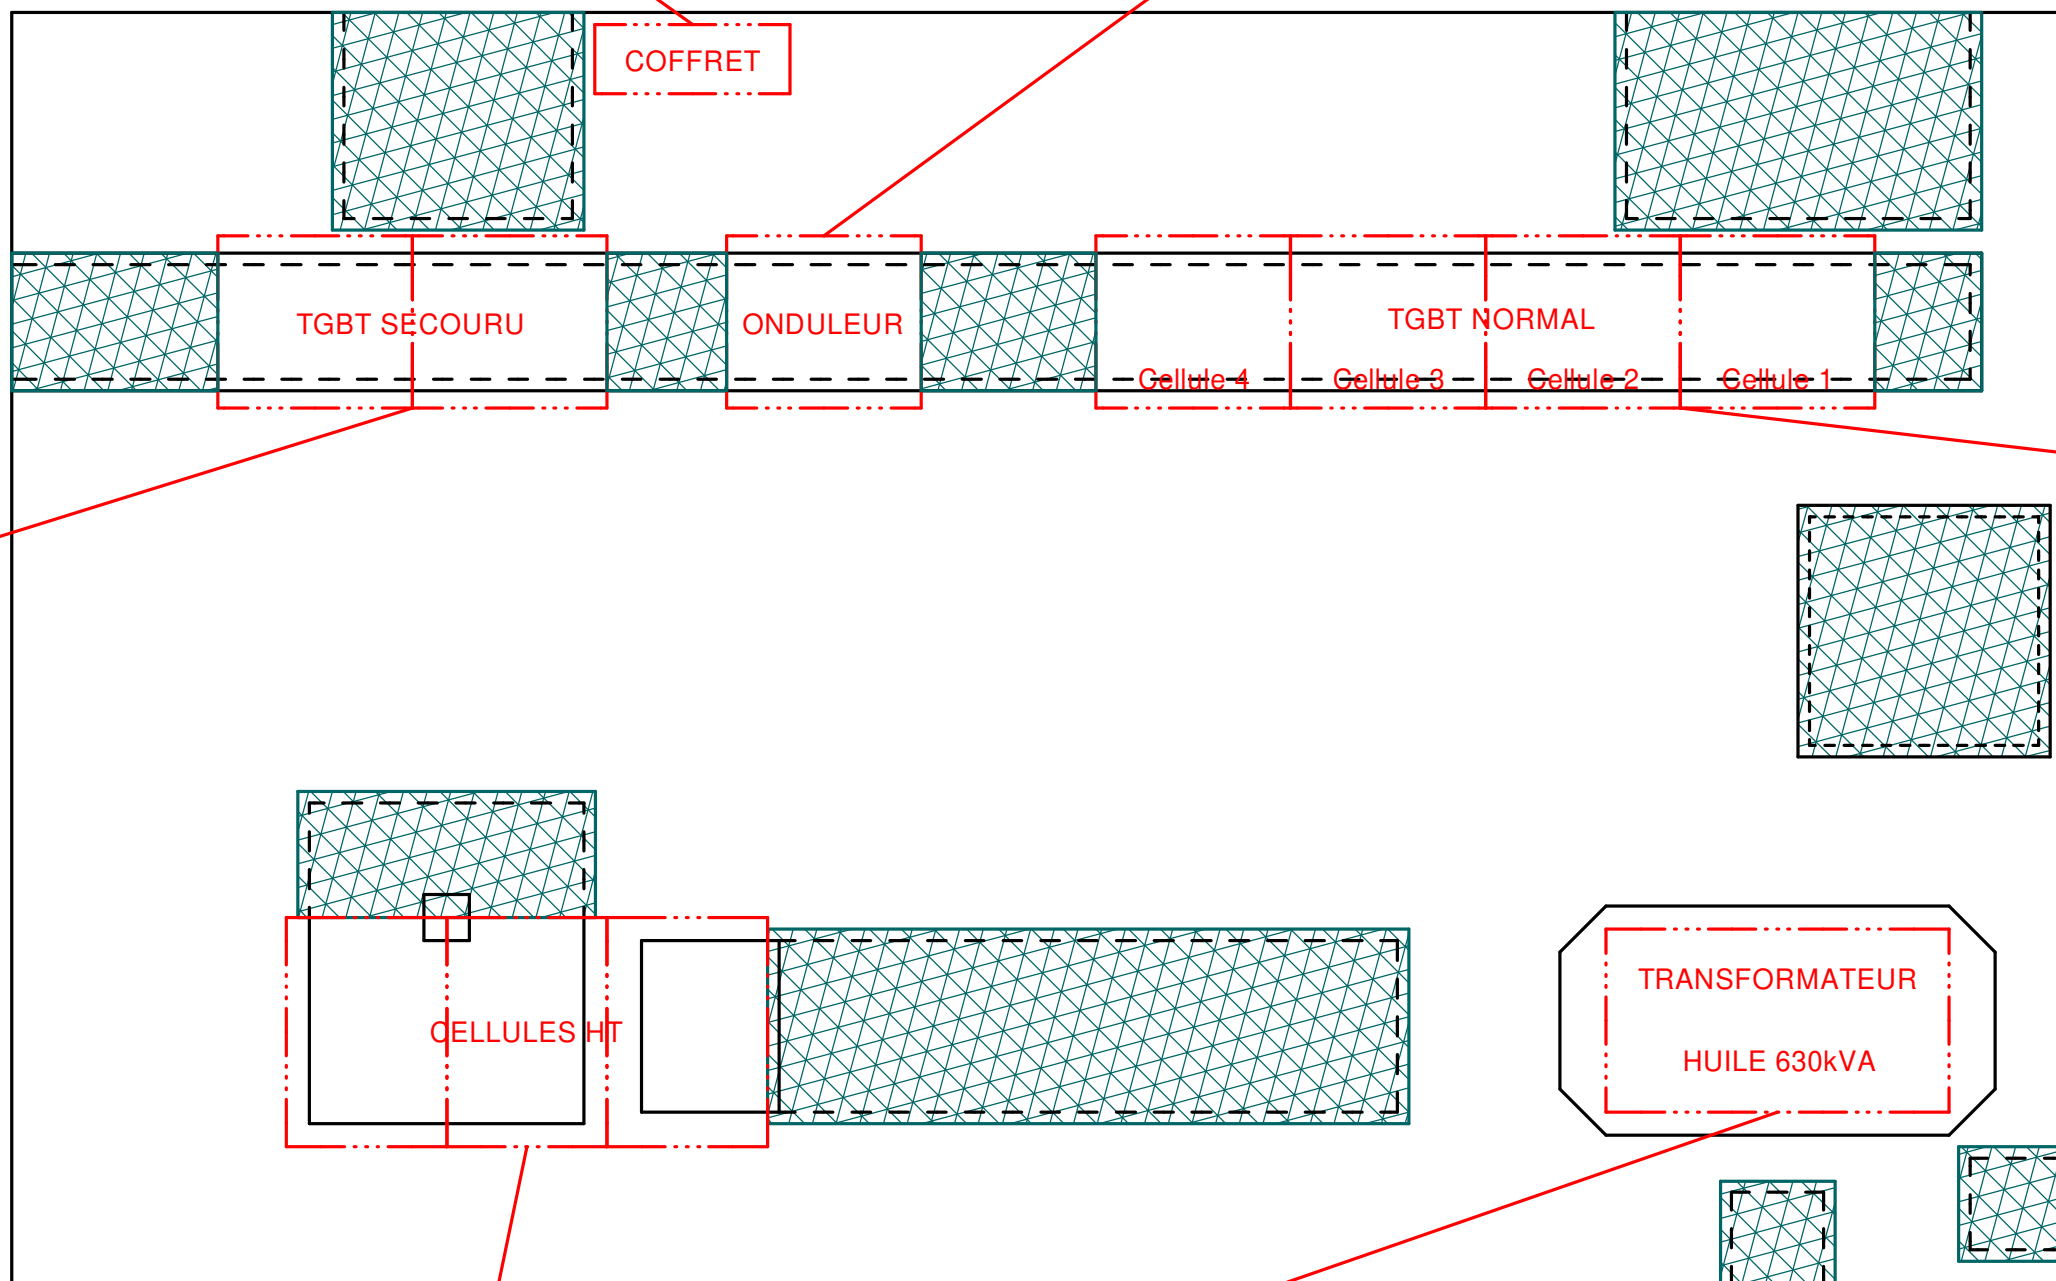 COFFRET
TGBT SECOURU
ONDULEUR
TGBT NORMAL
Cellule 4
Cellule 3
Cellule 2
Cellule 1
CELLULES HT
TRANSFORMATEUR
HUILE 630kVA